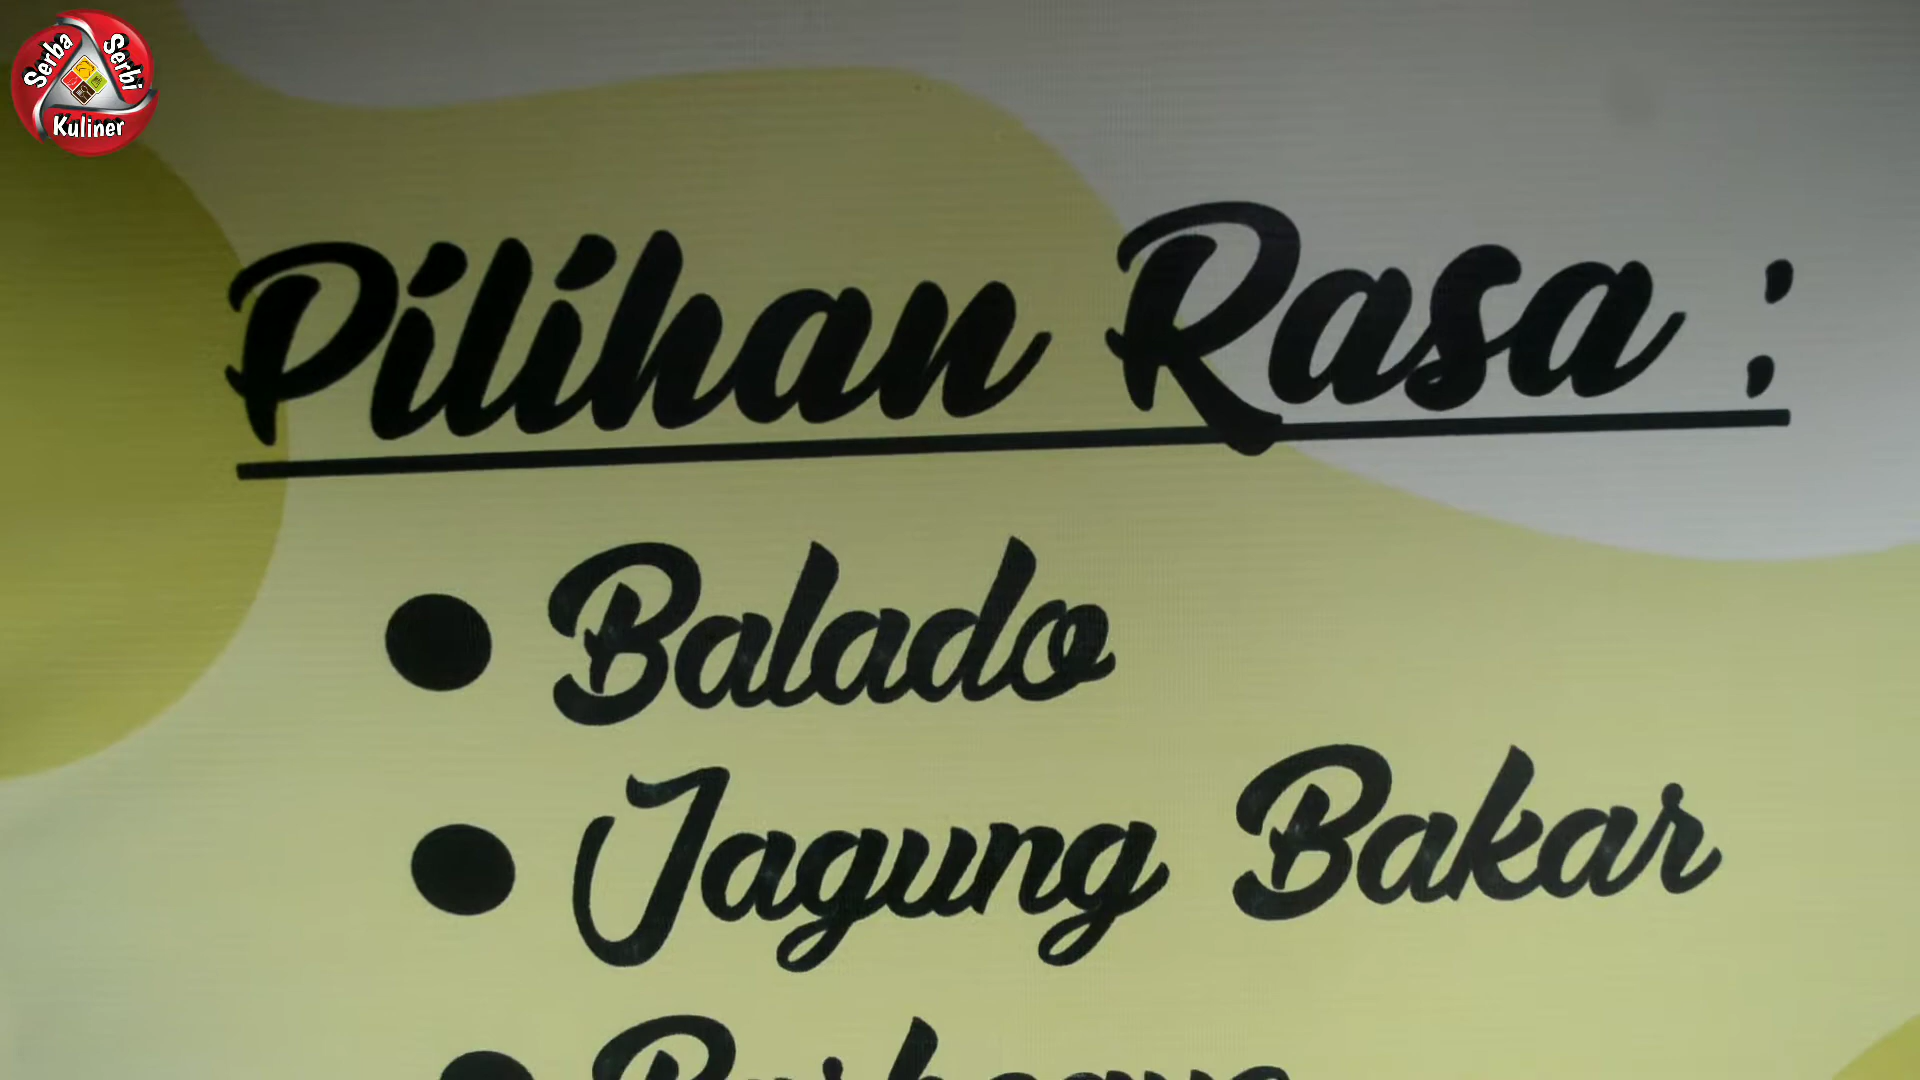 Serba Serbi
Kuliner
Pilihan Rasa :
• Balado
• Jagung Bakar